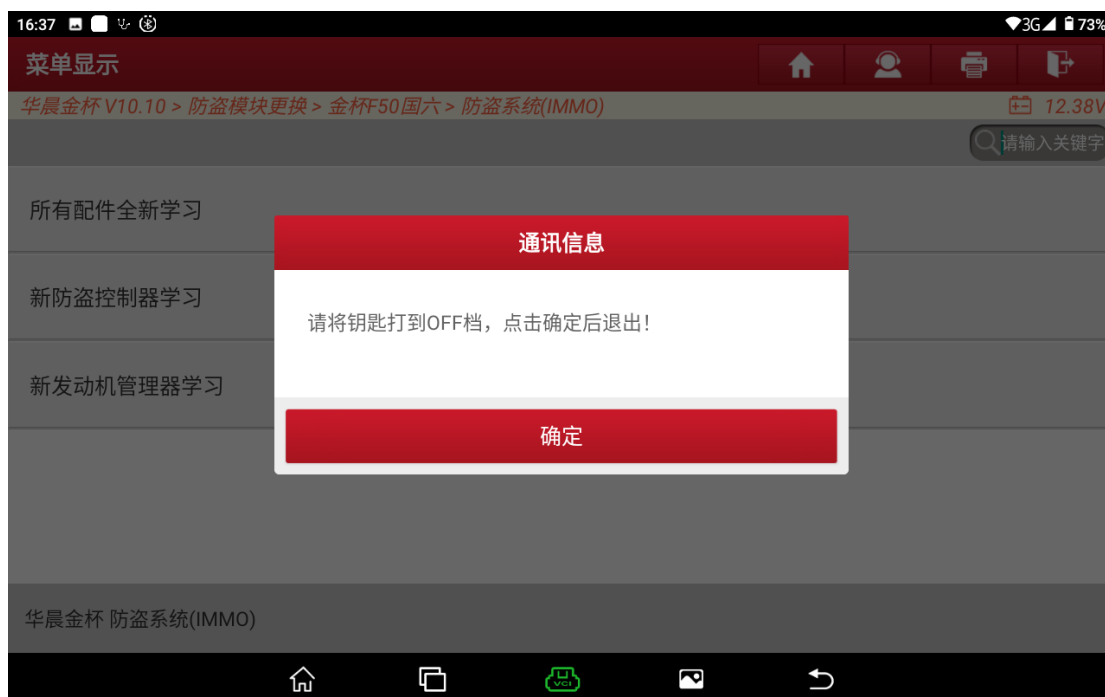 16:37
3G 73%
菜单显示
华晨金杯 V10.10 > 防盗模块更换 > 金杯F50国六 > 防盗系统(IMMO)
12.38V
请输入关键字
所有配件全新学习
通讯信息
新防盗控制器学习
请将钥匙打到OFF档，点击确定后退出！
新发动机管理器学习
确定
华晨金杯 防盗系统(IMMO)
VCI